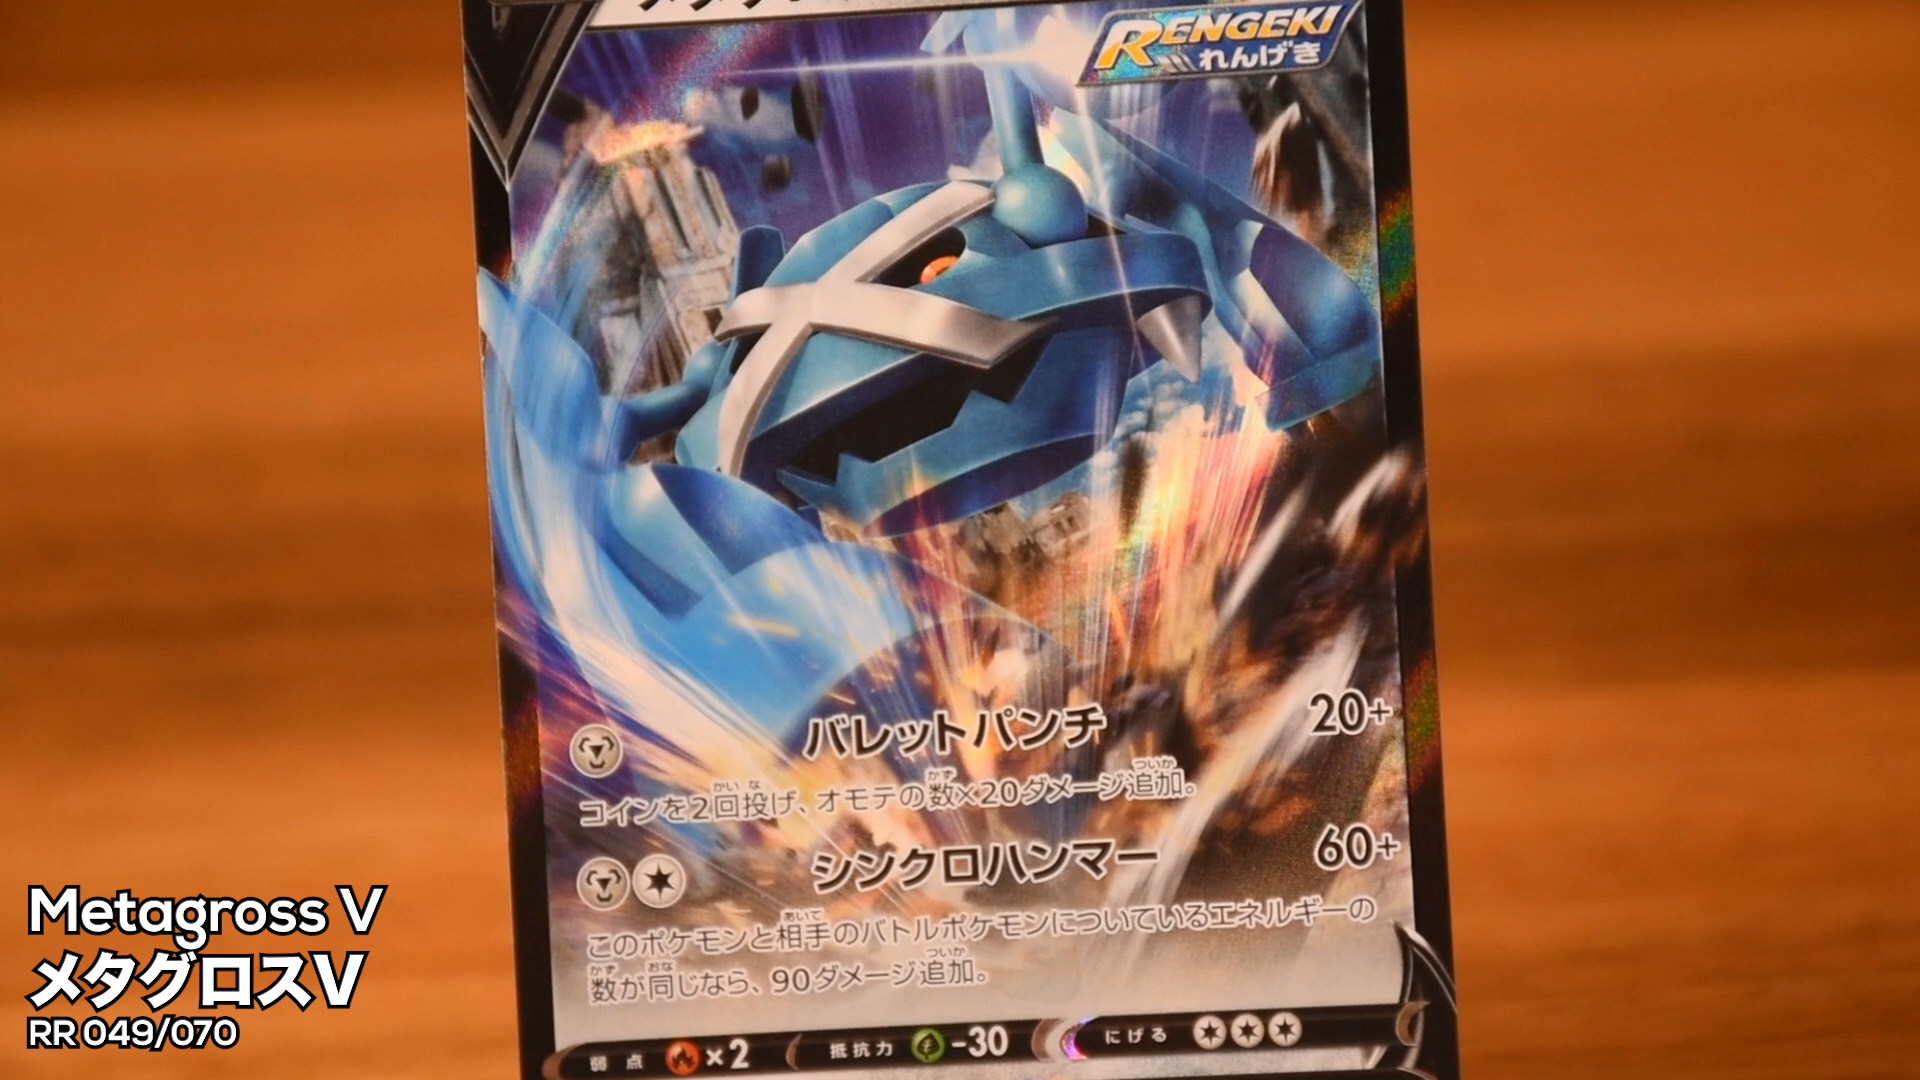 RENGEKI
れんげき
バレットパンチ 20+
コインを2回投げ、オモテの数×20ダメージ追加。
シンクロハンマー 60+
このポケモンと相手のバトルポケモンについているエネルギーの
数が同じなら、90ダメージ追加。
弱点 ×2 抵抗力 -30 にげる
Metagross V
メタグロスV
RR 049/070